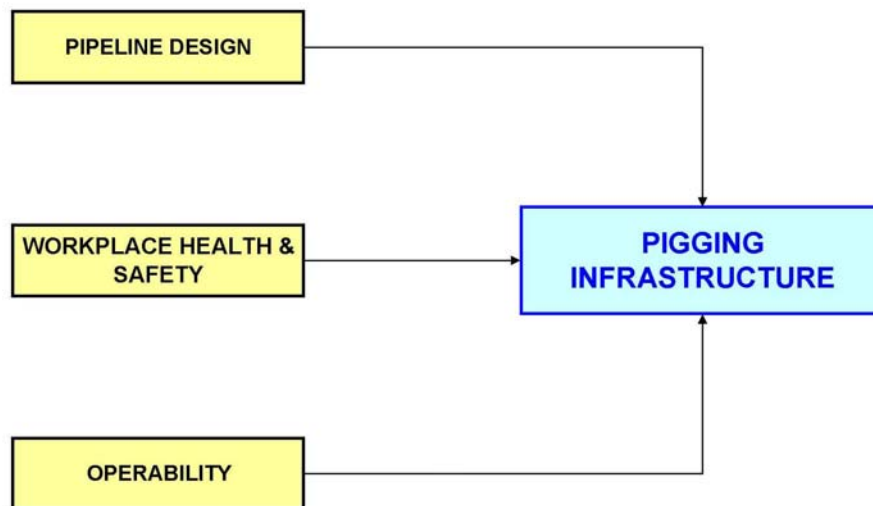 PIPELINE DESIGN
WORKPLACE HEALTH &
SAFETY
PIGGING
INFRASTRUCTURE
OPERABILITY